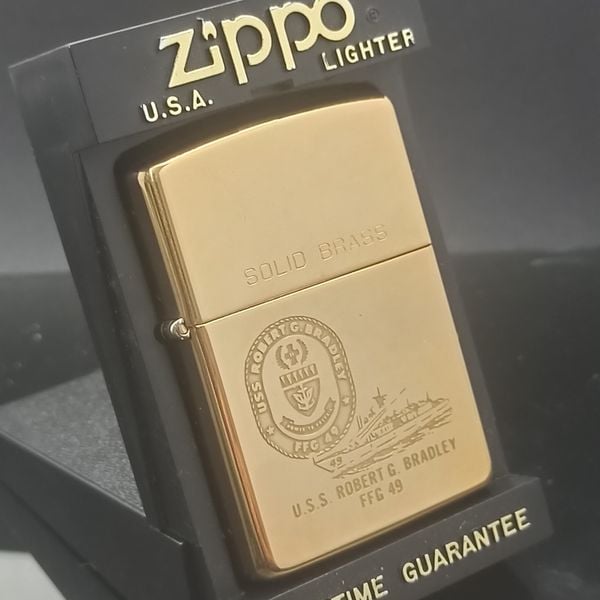 Zippo®
U.S.A. LIGHTER
SOLID BRASS
USS ROBERT G. BRADLEY
FFG 49
49
U.S.S. ROBERT G. BRADLEY
FFG 49
TIME GUARANTEE